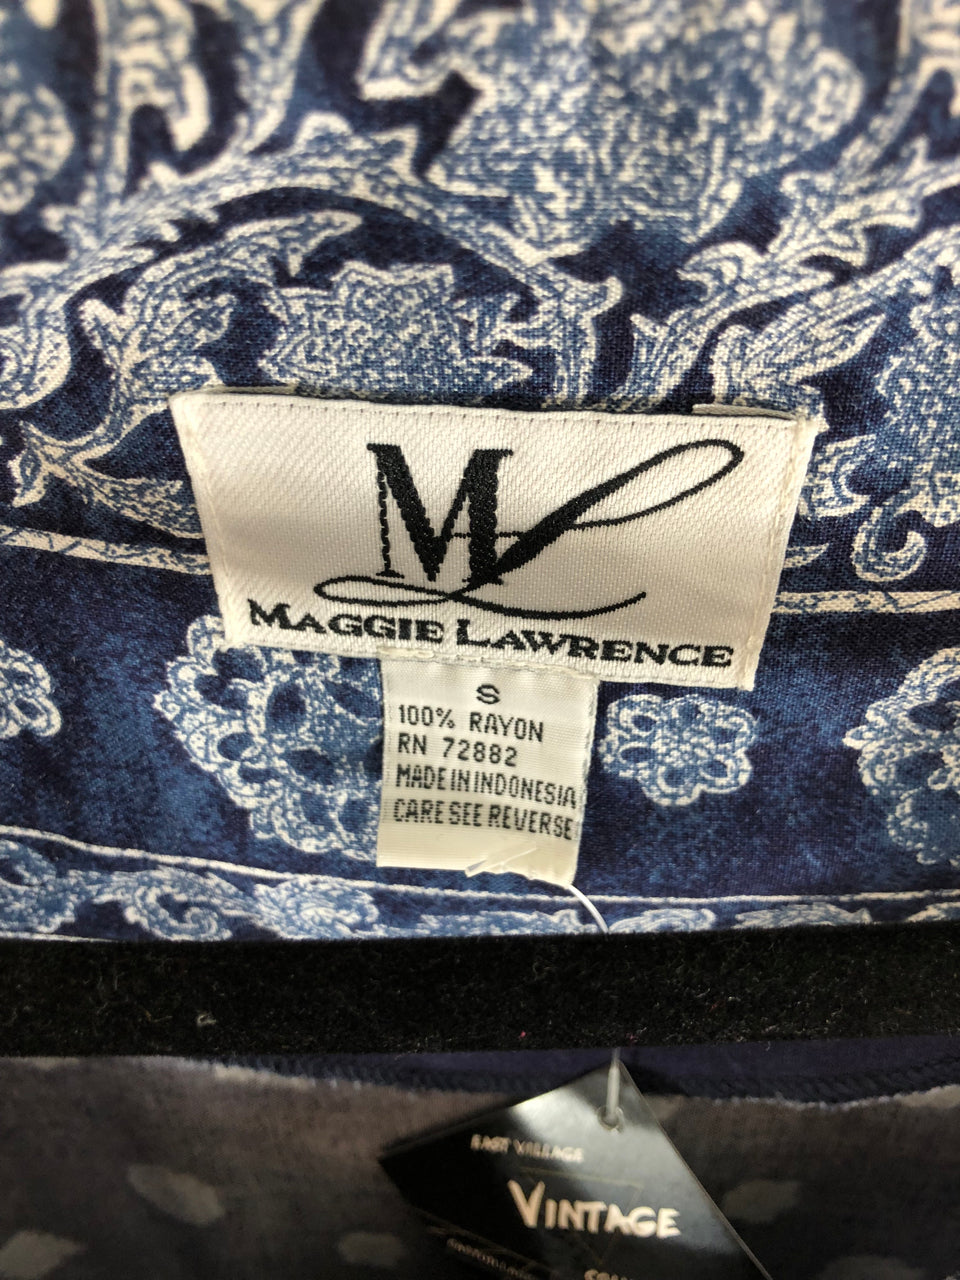 ML
MAGGIE LAWRENCE
S
100% RAYON
RN 72882
MADE IN INDONESIA
CARE SEE REVERSE
EAST VILLAGE
VINTAGE